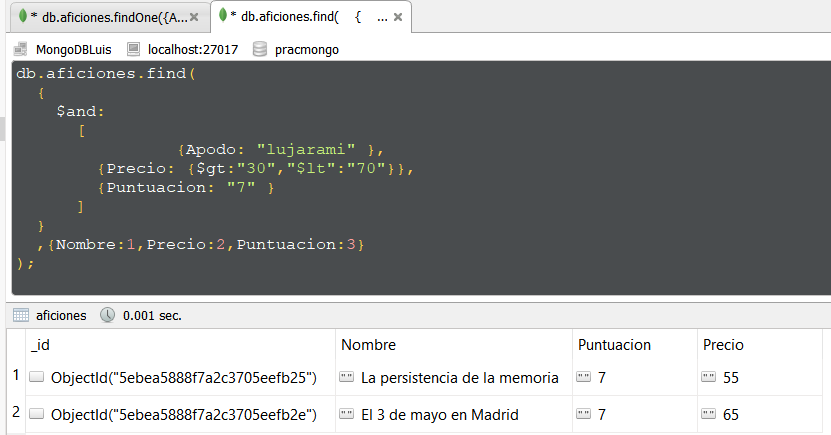 * db.aficiones.findOne({A... ×
* db.aficiones.find(    {    ... ×
MongoDBLuis localhost:27017 pracmongo
db.aficiones.find(
  {
    $and:
      [
                {Apodo: "lujarami" },
        {Precio: {$gt:"30","$lt":"70"}},
        {Puntuacion: "7" }
      ]
  }
  ,{Nombre:1,Precio:2,Puntuacion:3}
);
aficiones 0.001 sec.
_id Nombre Puntuacion Precio
1 ObjectId("5ebea5888f7a2c3705eefb25") "" La persistencia de la memoria "" 7 "" 55
2 ObjectId("5ebea5888f7a2c3705eefb2e") "" El 3 de mayo en Madrid "" 7 "" 65